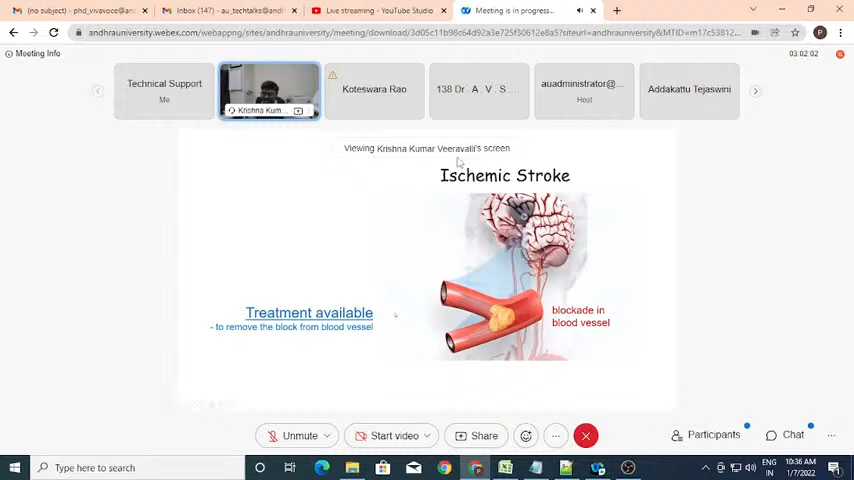 (no subject) - phd_vivavoce@an
Inbox (147) - au_techtalks@andh
Live streaming - YouTube Studio
Meeting is in progress...
andhrauniversity.webex.com/webappng/sites/andhrauniversity/meeting/download/3d05c11b98c64d92a3e725f30612e8a5?siteurl=andhrauniversity&MTID=m17c53812...
P
Meeting Info
03:02:02
Technical Support
Me
Krishna Kum...
Koteswara Rao
138 Dr . A . V . S ...
auadministrator@...
Host
Addakattu Tejaswini
Viewing Krishna Kumar Veeravalli's screen
Ischemic Stroke
Treatment available
- to remove the block from blood vessel
blockade in
blood vessel
Unmute
Start video
Share
Participants
Chat
Type here to search
ENG
IN
10:36 AM
1/7/2022